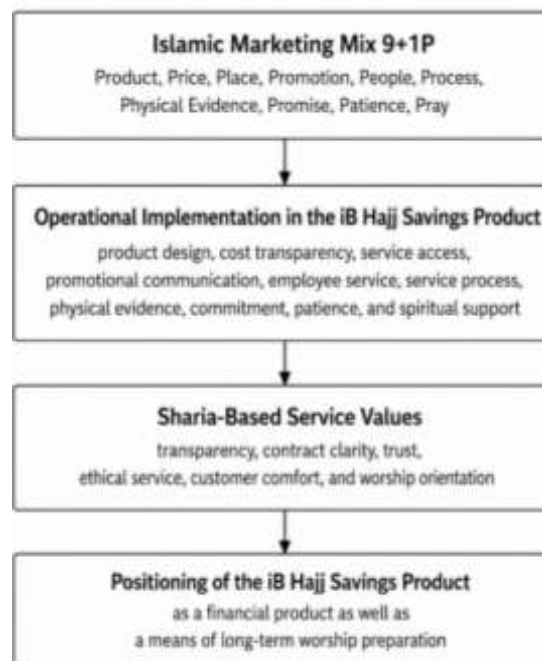 Islamic Marketing Mix 9+1P
Product, Price, Place, Promotion, People, Process,
Physical Evidence, Promise, Patience, Pray
Operational Implementation in the iB Hajj Savings Product
product design, cost transparency, service access,
promotional communication, employee service, service process,
physical evidence, commitment, patience, and spiritual support
Sharia-Based Service Values
transparency, contract clarity, trust,
ethical service, customer comfort, and worship orientation
Positioning of the iB Hajj Savings Product
as a financial product as well as
a means of long-term worship preparation